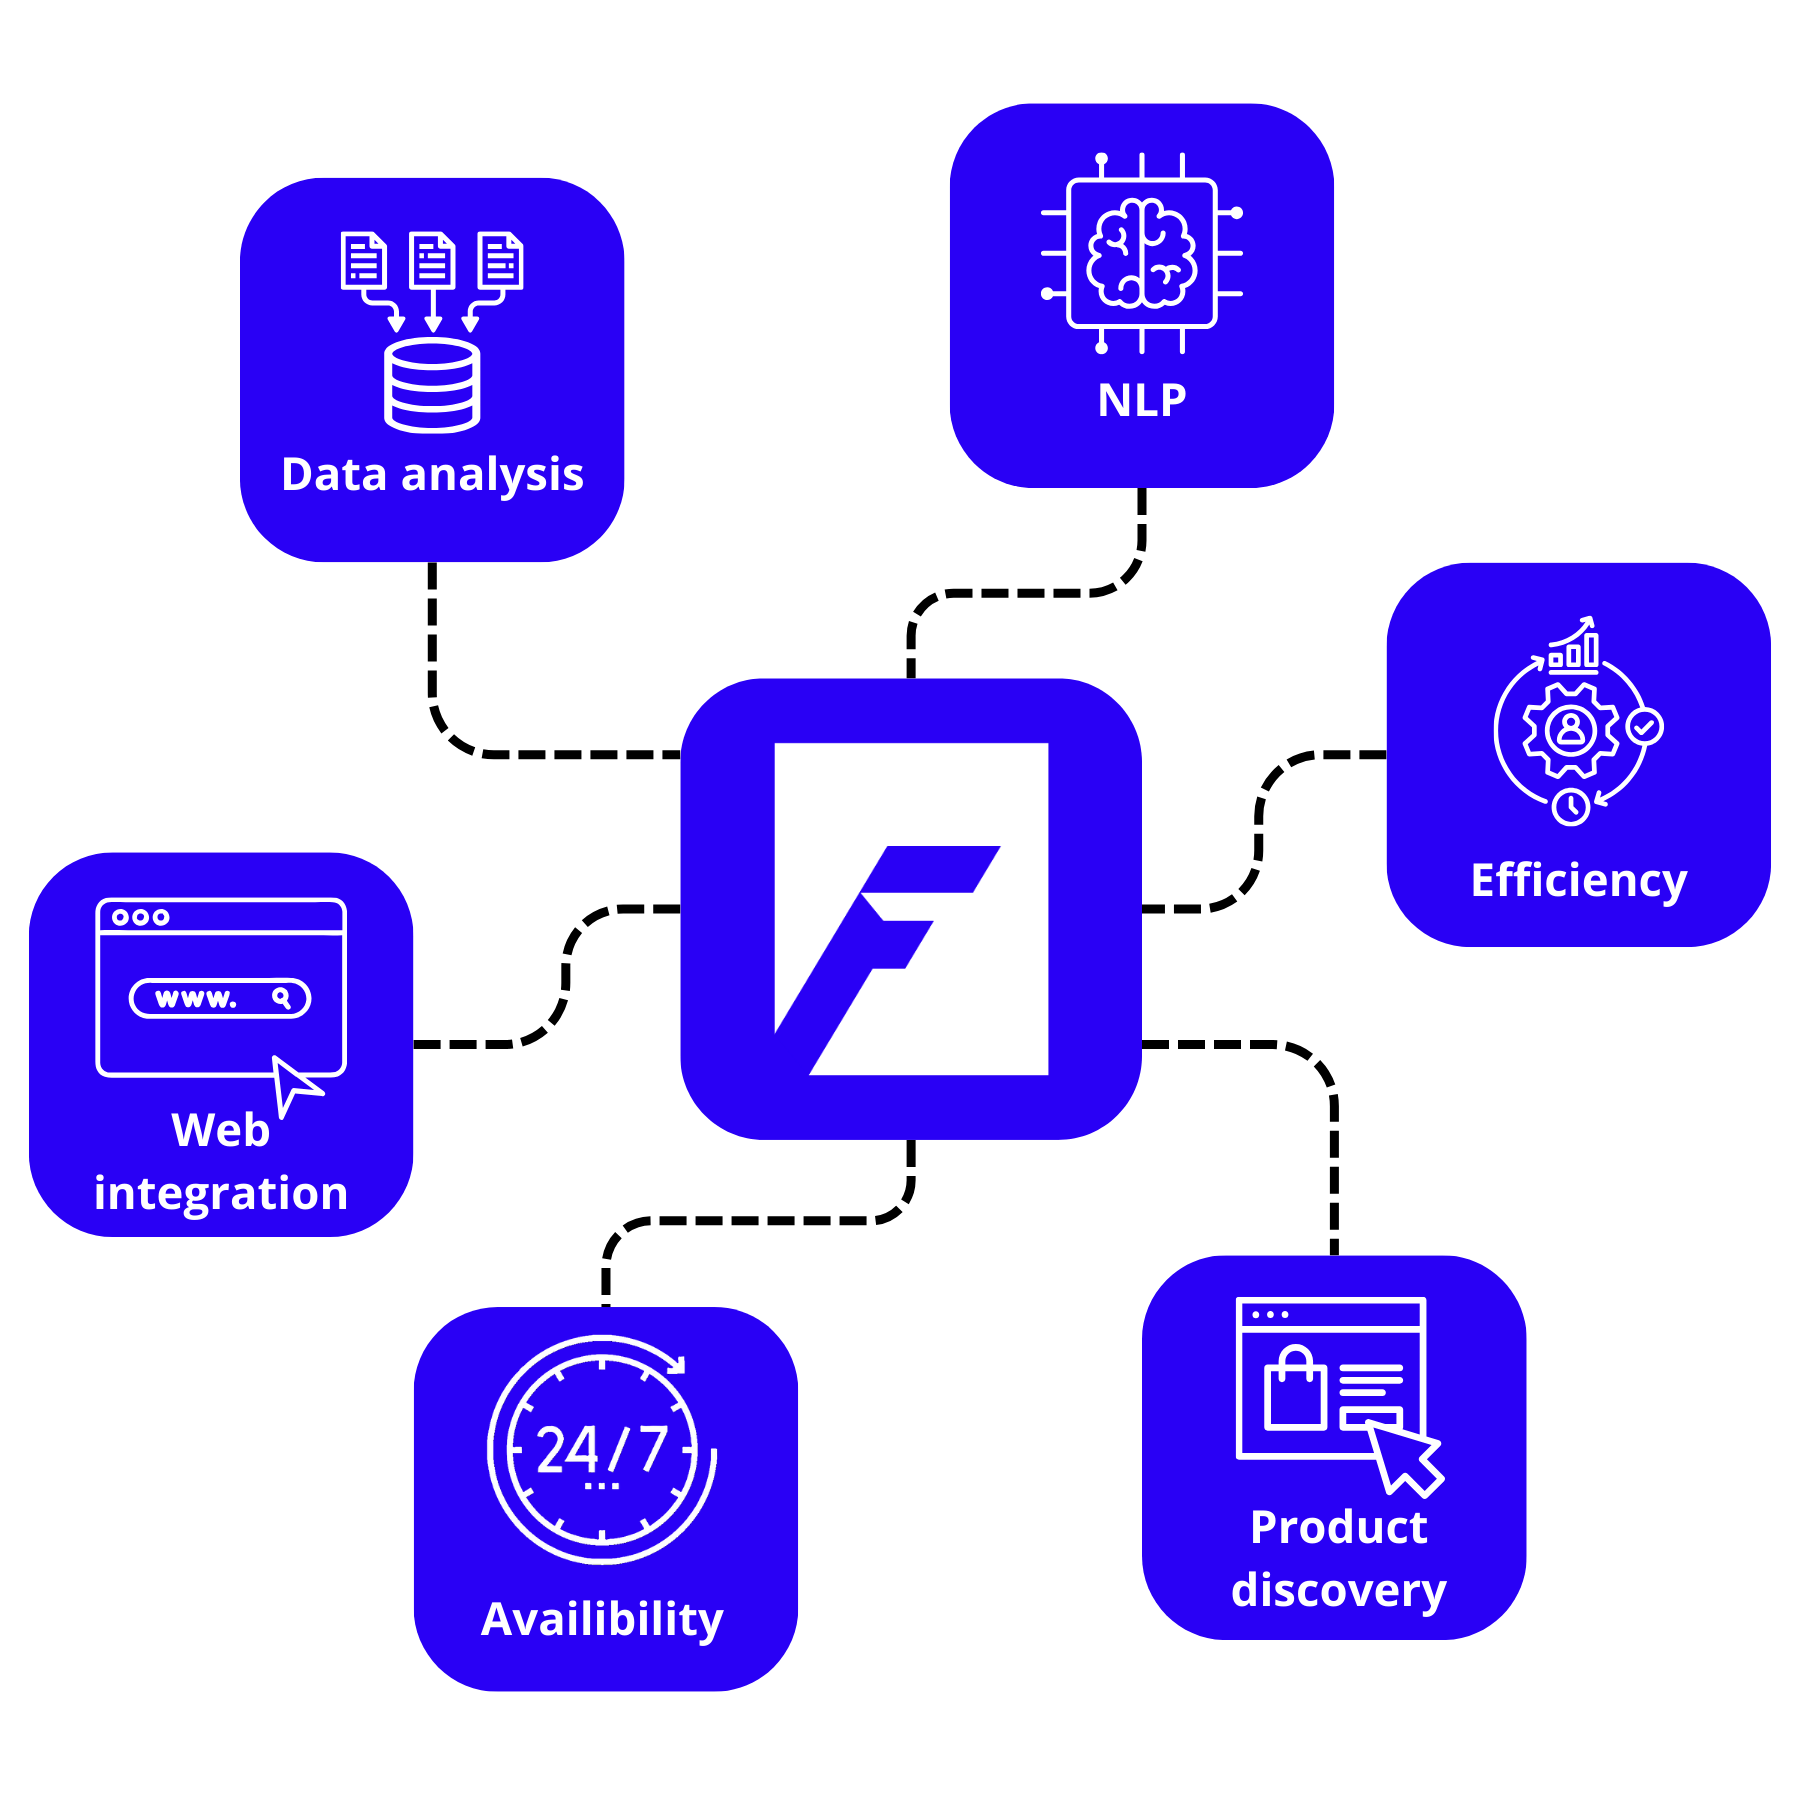 NLP
Data analysis
Efficiency
www.
Web
integration
24/7
Availibility
Product
discovery